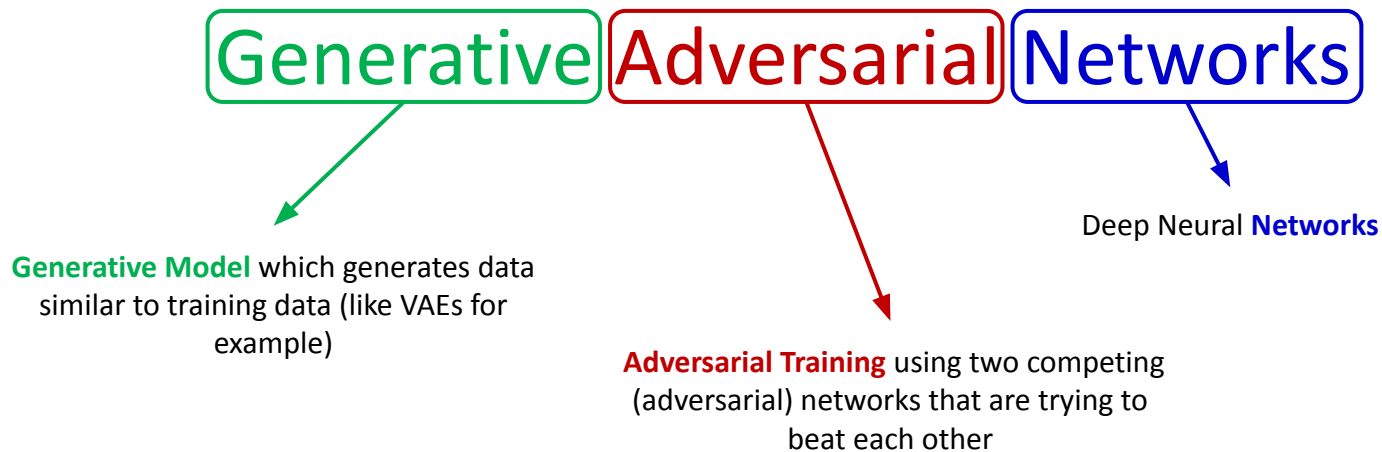 Generative Adversarial Networks
Deep Neural Networks
Generative Model which generates data
similar to training data (like VAEs for
example)
Adversarial Training using two competing
(adversarial) networks that are trying to
beat each other